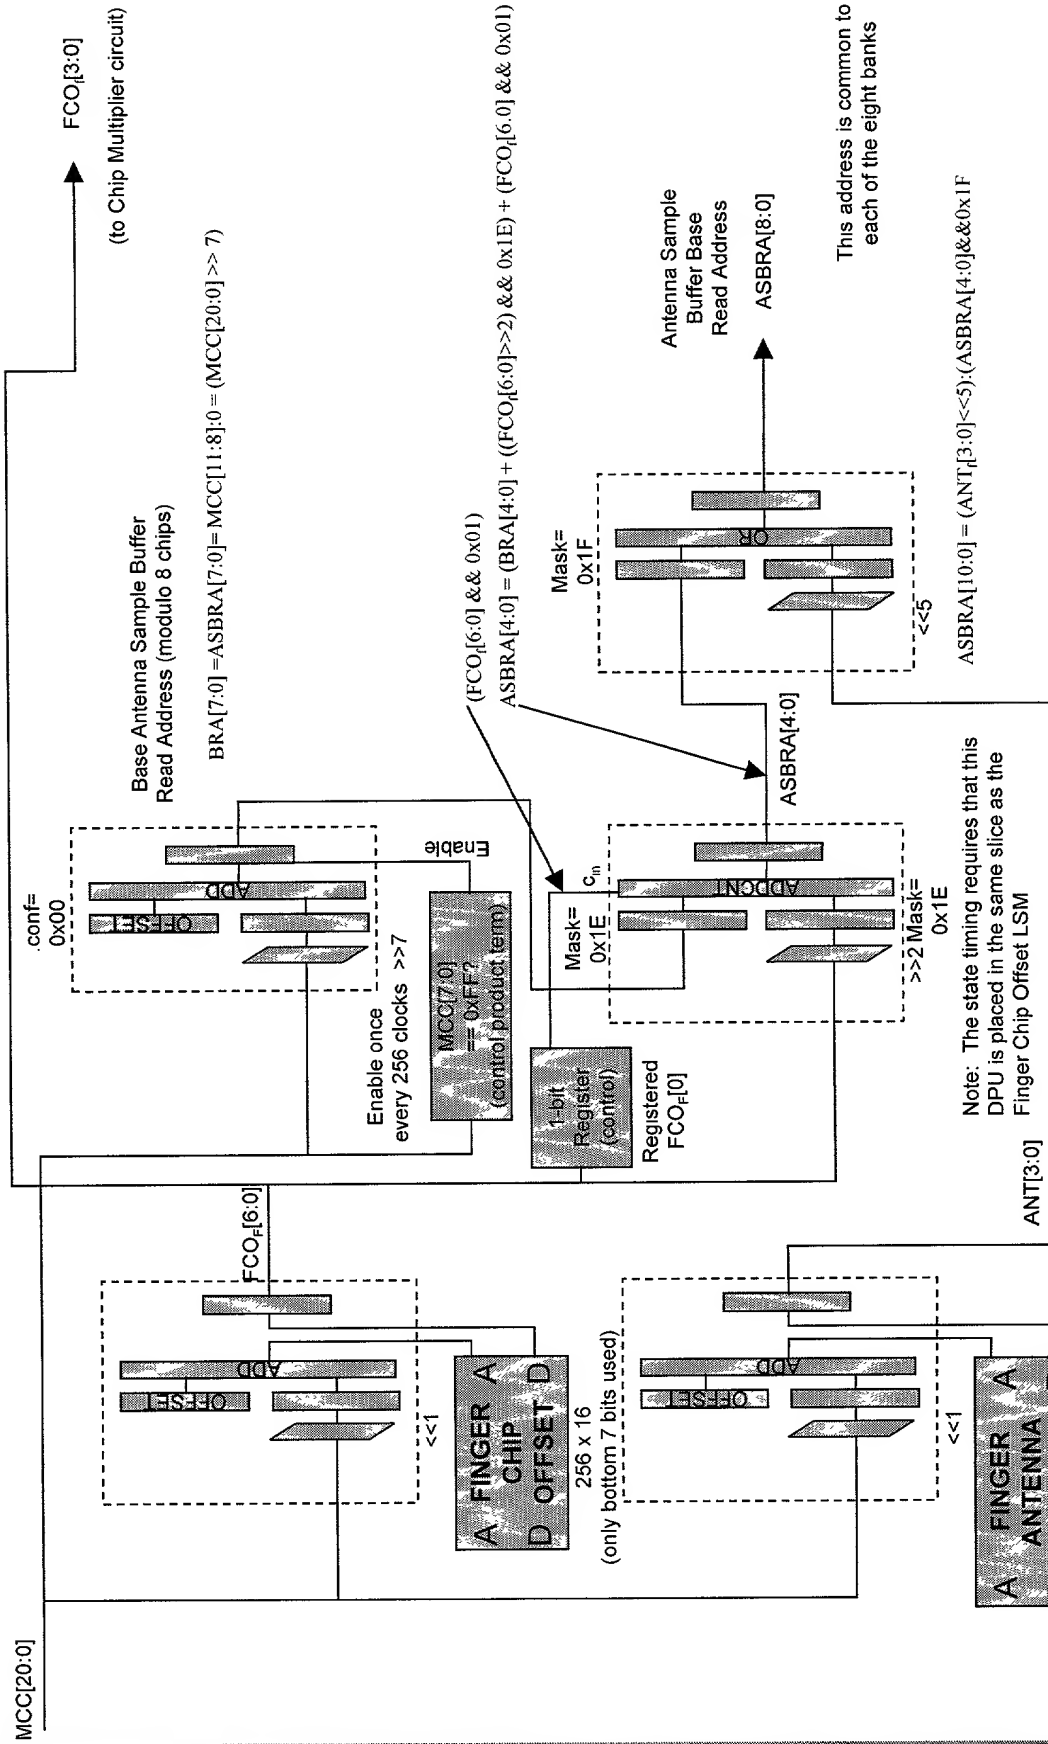 MCC[20:0]
FCOf[3:0]
(to Chip Multiplier circuit)
Base Antenna Sample Buffer
Read Address (modulo 8 chips)
BRA[7:0] =ASBRA[7:0]= MCC[11:8]:0 = (MCC[20:0] >> 7)
.conf=
0x00
OFFSET
ADD
Enable
Enable once
every 256 clocks >>7
MCC[7:0]
== 0xFF?
(control product term)
FCOF[6:0]
OFFSET
ADD
<<1
A FINGER A
CHIP
D OFFSET D
256 x 16
(only bottom 7 bits used)
1-bit
Register
(control)
Registered
FCOF[0]
(FCOf[6:0] && 0x01)
ASBRA[4:0] = (BRA[4:0] + ((FCOf[6:0]>>2) && 0x1E) + (FCOf[6.0] && 0x01)
Mask=
0x1E
cin
ADDCNT
>>2 Mask=
0x1E
ASBRA[4:0]
Mask=
0x1F
OR
<<5
Antenna Sample
Buffer Base
Read Address
ASBRA[8:0]
This address is common to
each of the eight banks
ASBRA[10:0] = (ANTf[3:0]<<5):(ASBRA[4:0]&&0x1F
OFFSET
ADD
<<1
A FINGER A
ANTENNA
ANT[3:0]
Note: The state timing requires that this
DPU is placed in the same slice as the
Finger Chip Offset LSM